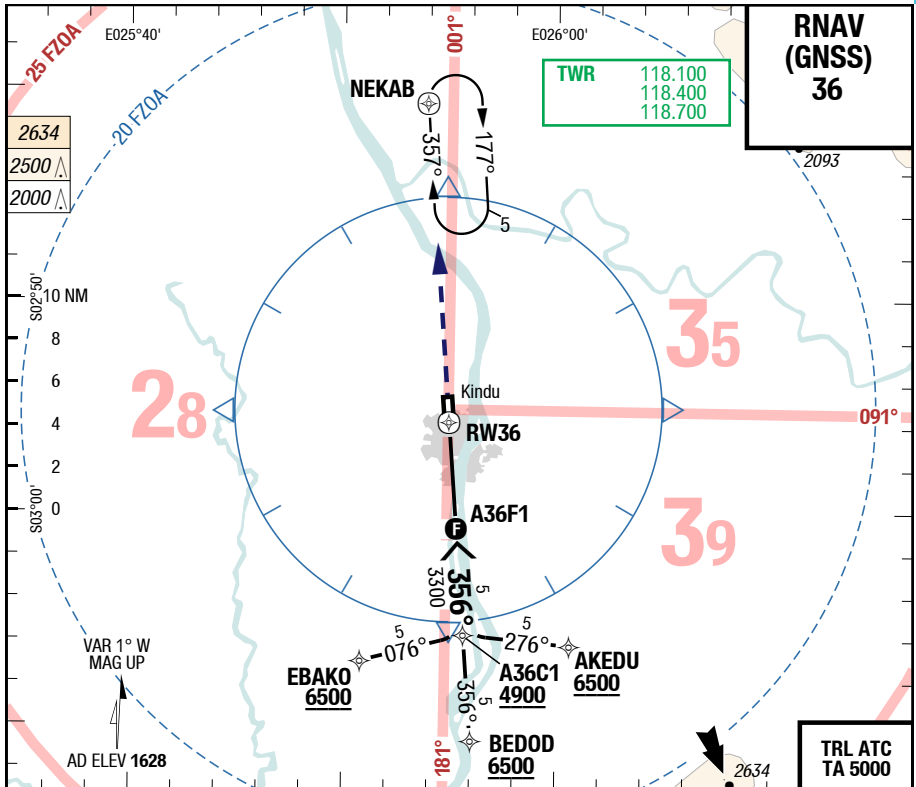 25 FZOA
E025°40'
001°
E026°00'
RNAV
(GNSS)
36
TWR 118.100
118.400
118.700
NEKAB
20 FZOA
2634
2500
2000
357°
177°
2093
5
S02°50'
10 NM
8
6
4
2
0
S03°00'
35
28
Kindu
091°
RW36
A36F1
39
3300
356°
5
VAR 1° W
MAG UP
5
076°
5
276°
EBAKO
6500
A36C1
4900
AKEDU
6500
356°
5
BEDOD
6500
181°
AD ELEV 1628
2634
TRL ATC
TA 5000